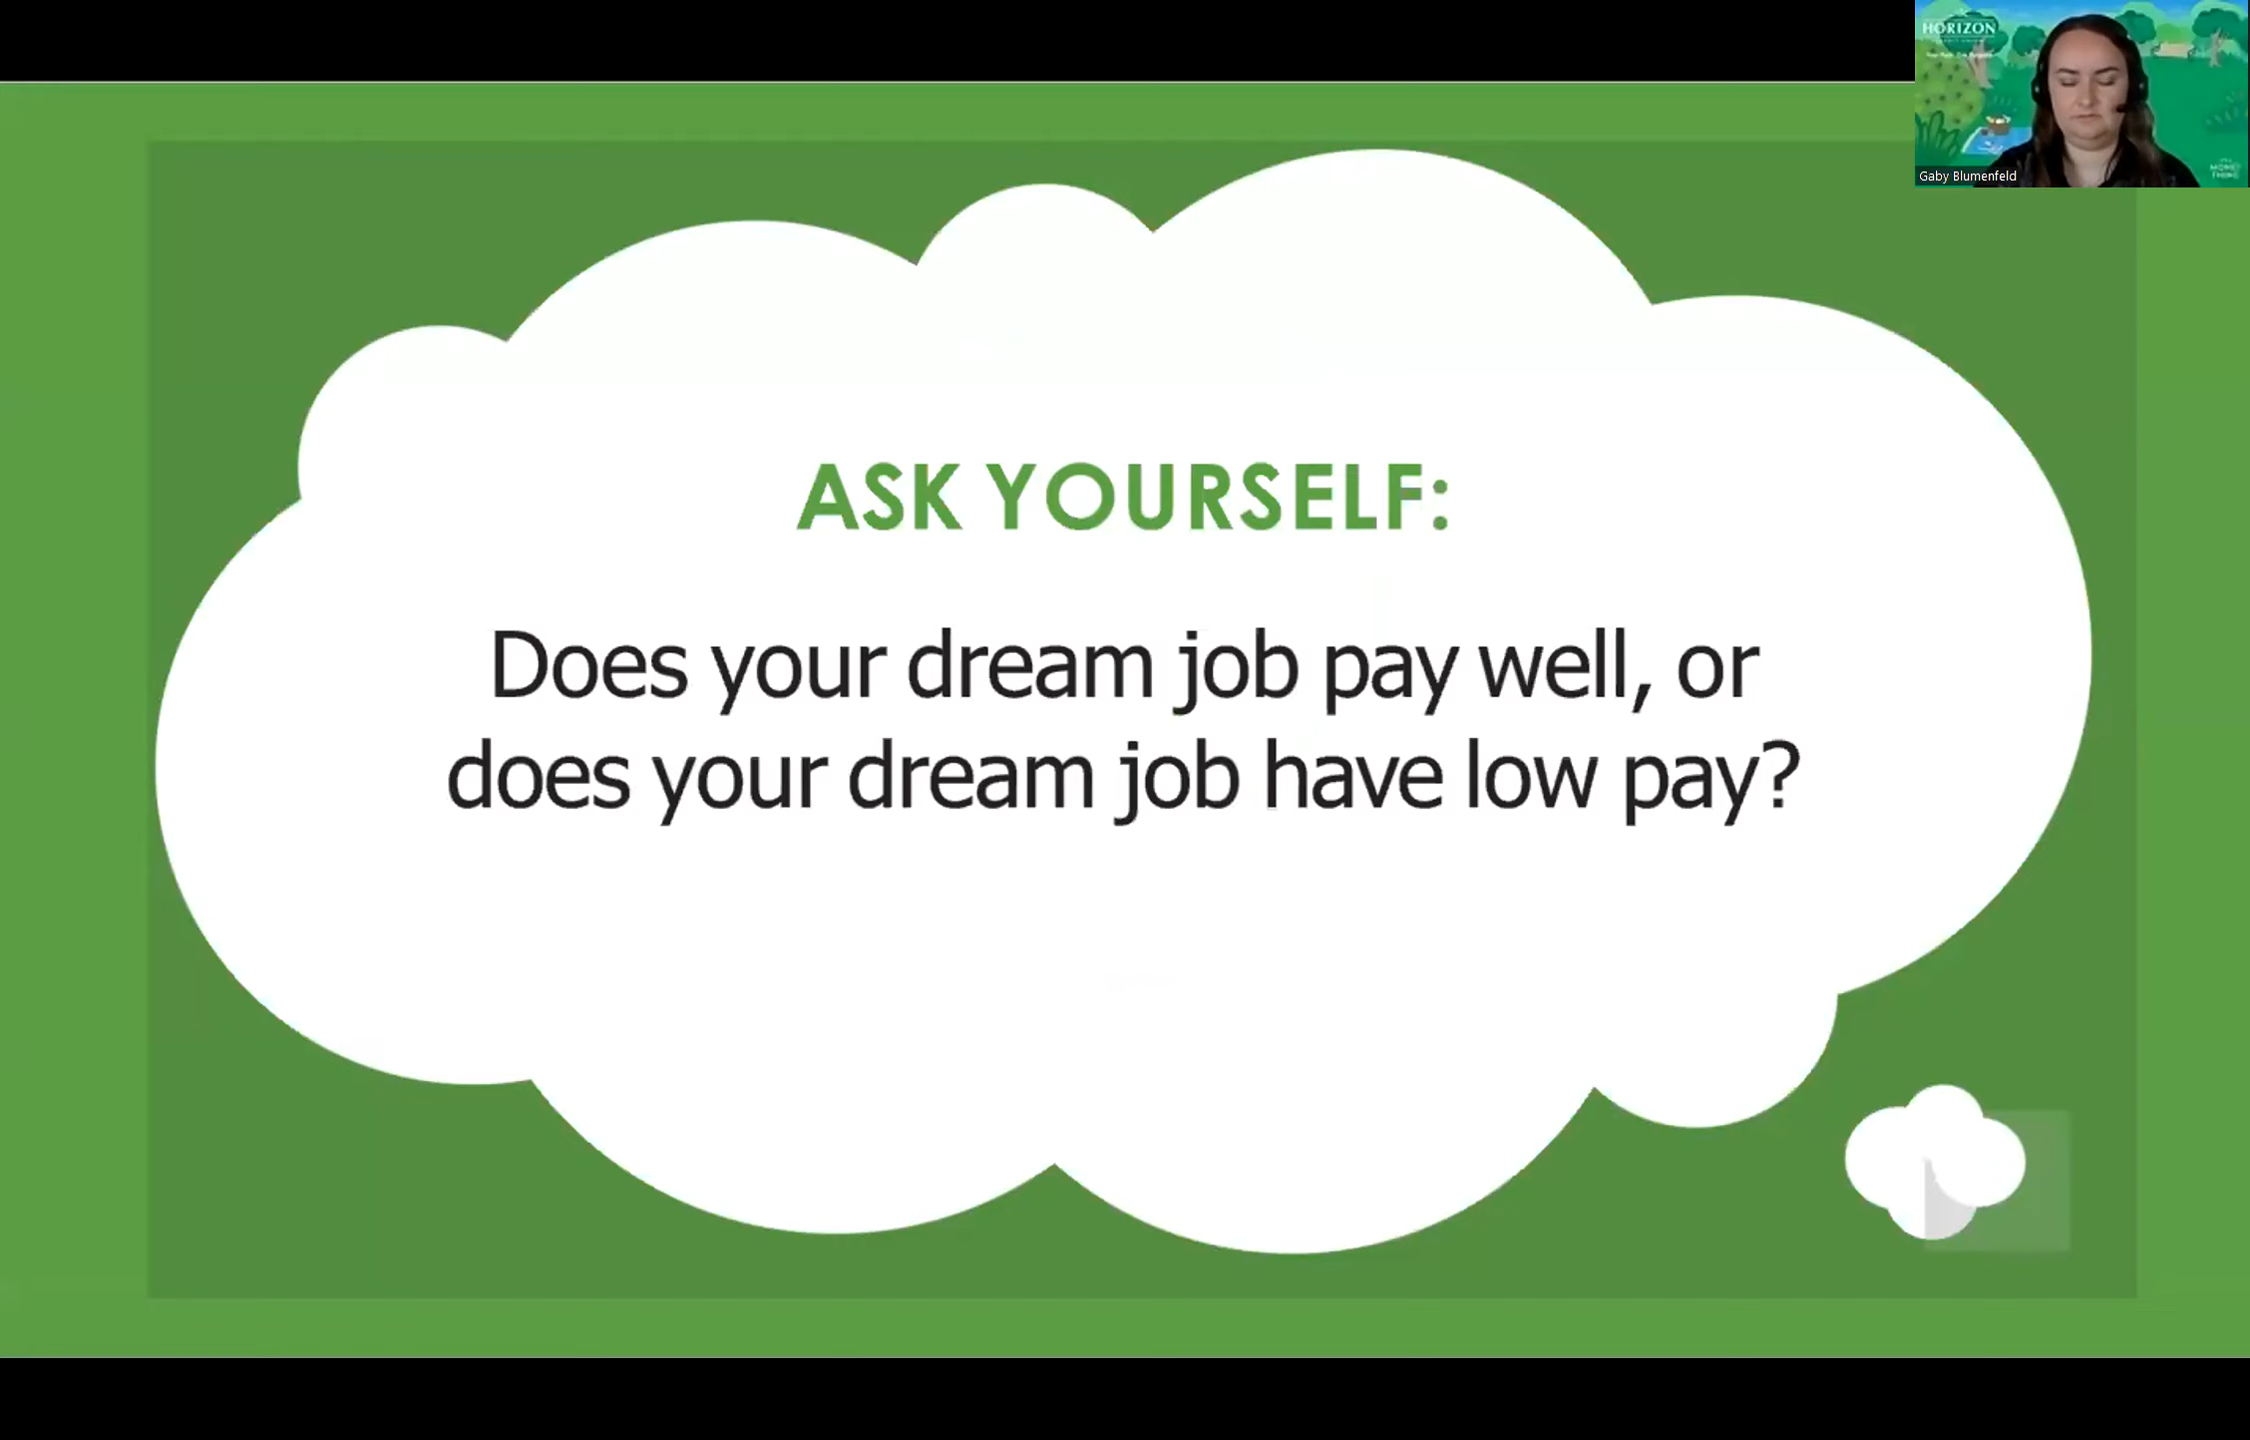 HORIZON
Gaby Blumenfeld
ASK YOURSELF:
Does your dream job pay well, or
does your dream job have low pay?